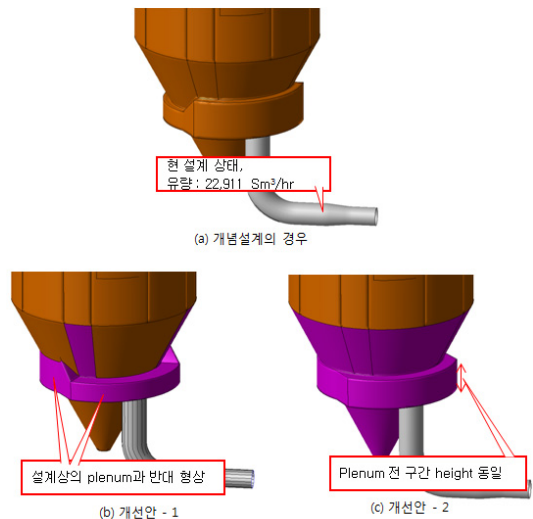 현 설계 상태,
유량 : 22,911 Sm³/hr
(a) 개념설계의 경우
설계상의 plenum과 반대 형상
Plenum 전 구간 height 동일
(b) 개선안 - 1
(c) 개선안 - 2